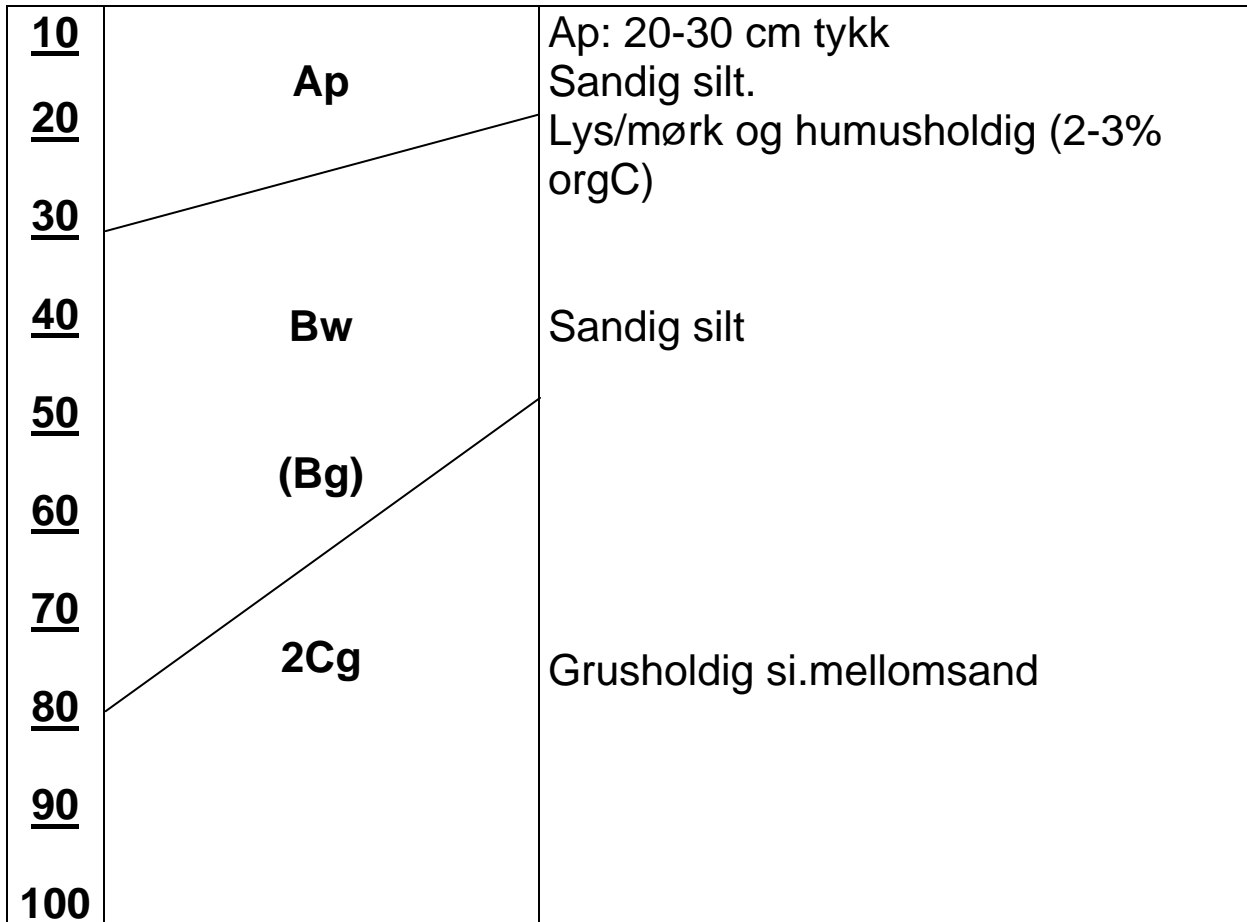 10
Ap: 20-30 cm tykk
Ap
Sandig silt.
20
Lys/mørk og humusholdig (2-3%
orgC)
30
40
Bw
Sandig silt
50
(Bg)
60
70
2Cg
Grusholdig si.mellomsand
80
90
100